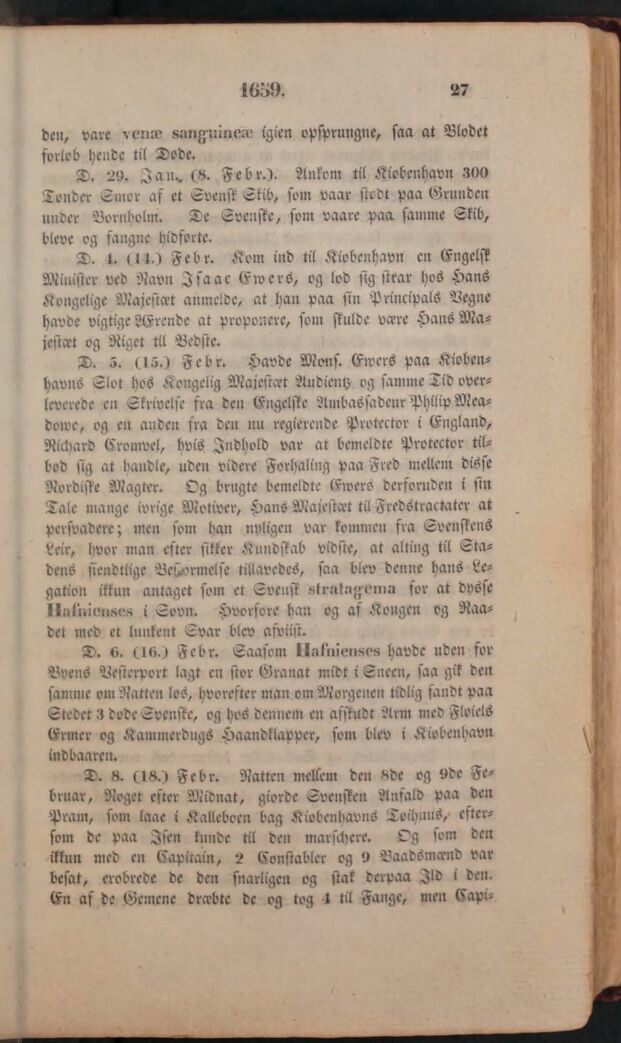 1659. 27
den, vare venæ sanguineæ igien opsprungne, saa at Blodet
forlob hende til Døde.
D. 29. Jan. (8. Febr.). Ankom til Kiøbenhavn 300
Tønder Smør af et Svensk Skib, som vaar stødt paa Grunden
under Bornholm. De Svenske, som vaare paa samme Skib,
bleve og fangne hidførte.
D. 4. (14.) Febr. Kom ind til Kiøbenhavn en Engelsk
Minister ved Navn Isaac Ewers, og lod sig strax hos Hans
Kongelige Majestæt anmelde, at han paa sin Principals Vegne
havde vigtige Ærende at proponere, som skulde være Hans Ma=
jestæt og Riget til Bedste.
D. 5. (15.) Febr. Havde Mons. Ewers paa Kiøben=
havns Slot hos Kongelig Majestæt Audientz og samme Tid over=
leverede en Skrivelse fra den Engelske Ambassadeur Philip Mea=
dowe, og en anden fra den nu regierende Protector i England,
Richard Cromvel, hvis Indhold var at bemeldte Protector til=
bød sig at handle, uden videre Forhaling paa Fred mellem disse
Nordiske Magter. Og brugte bemeldte Ewers derforuden i sin
Tale mange ivrige Motiver, Hans Majestæt til Fredstractater at
persvadere; men som han nyligen var kommen fra Svenskens
Leir, hvor man efter sikker Kundskab vidste, at alting til Sta=
dens fiendtlige Bestormelse tillavedes, saa blev denne hans Le=
gation ikkun antaget som et Svensk stratagema for at dysse
Hafnienses i Søvn. Hvorfore han og af Kongen og Raa=
det med et lunkent Svar blev afviist.
D. 6. (16.) Febr. Saasom Hafnienses havde uden for
Byens Vesterport lagt en stor Granat midt i Sneen, saa gik den
samme om Natten løs, hvorefter man om Morgenen tidlig fandt paa
Stedet 3 døde Svenske, og hos dennem en afskudt Arm med Fløiels
Ermer og Kammerdugs Haandklapper, som blev i Kiøbenhavn
indbaaren.
D. 8. (18.) Febr. Natten mellem den 8de og 9de Fe=
bruar, Noget efter Midnat, giorde Svensken Anfald paa den
Pram, som laae i Kalleboen bag Kiøbenhavns Tøihuus, efter=
som de paa Isen kunde til den marschere. Og som den
ikkun med en Capitain, 2 Constabler og 9 Baadsmænd var
besat, erobrede de den snarligen og stak derpaa Ild i den.
En af de Gemene dræbte de og tog 4 til Fange, men Capi=